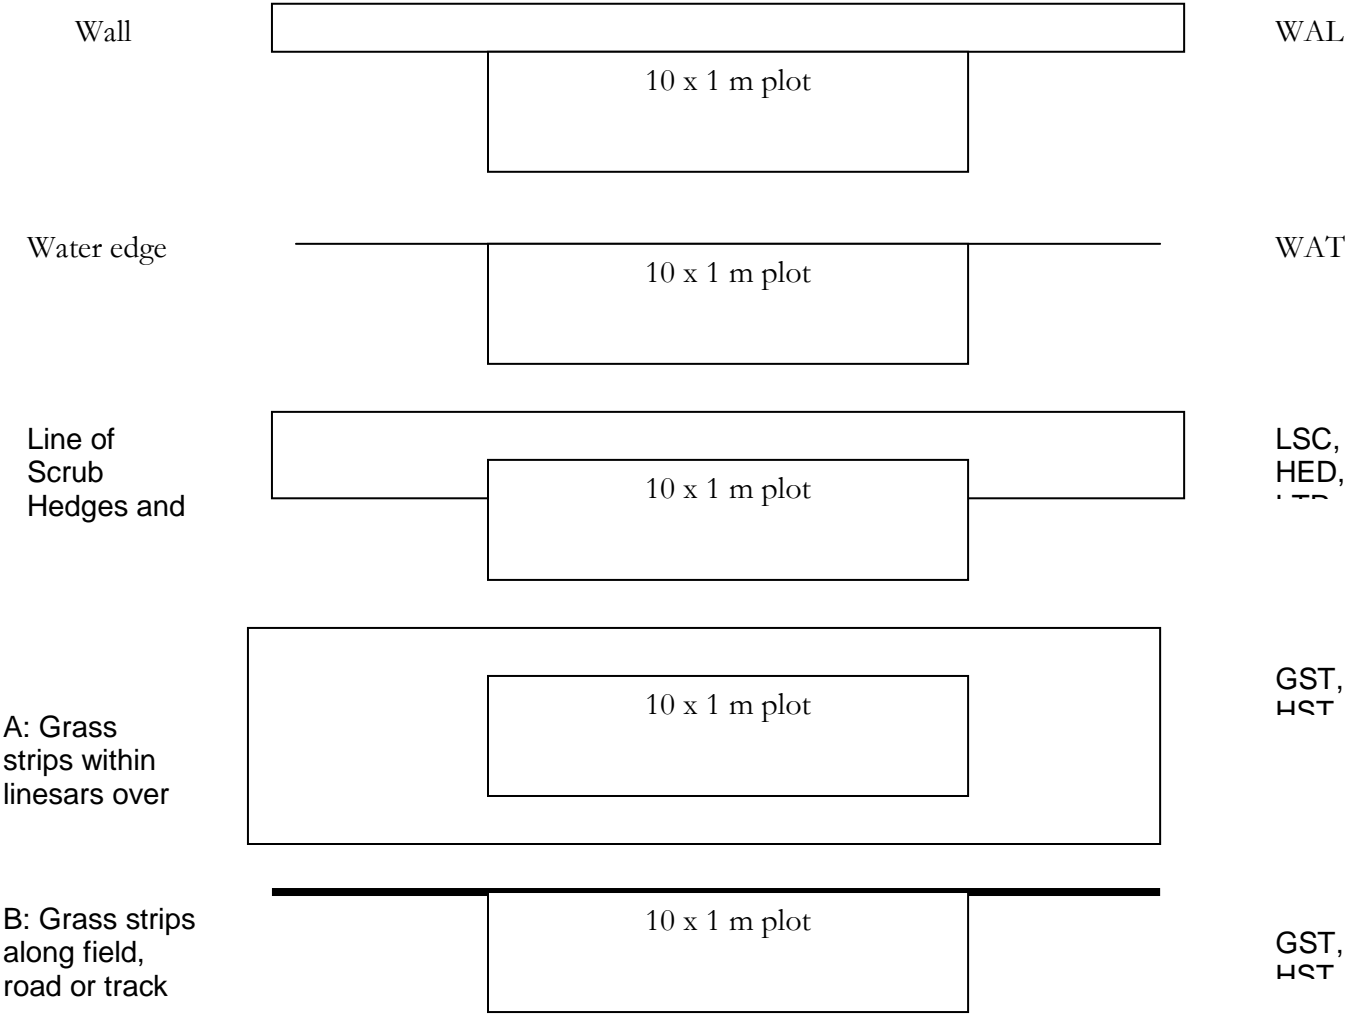 Wall
10 x 1 m plot
WAL
Water edge
10 x 1 m plot
WAT
Line of
Scrub
Hedges and
10 x 1 m plot
LSC,
HED,
A: Grass
strips within
linesars over
10 x 1 m plot
GST,
HST
B: Grass strips
along field,
road or track
10 x 1 m plot
GST,
HST